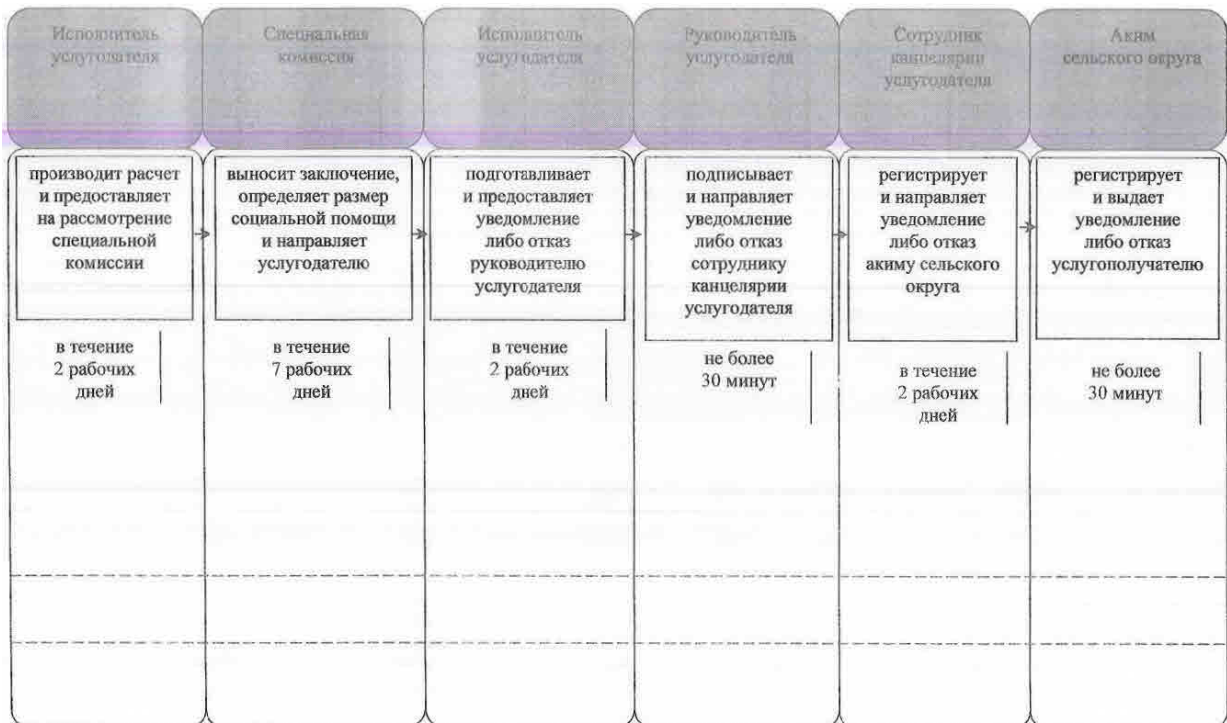 Исполнитель
услугодателя
Специальная
комиссия
Исполнитель
услугодателя
Руководитель
услугодателя
Сотрудник
канцелярии
услугодателя
Аким
сельского округа
производит расчет
и предоставляет
на рассмотрение
специальной
комиссии
выносит заключение,
определяет размер
социальной помощи
и направляет
услугодателю
подготавливает
и предоставляет
уведомление
либо отказ
руководителю
услугодателя
подписывает
и направляет
уведомление
либо отказ
сотруднику
канцелярии
услугодателя
регистрирует
и направляет
уведомление
либо отказ
акиму сельского
округа
регистрирует
и выдает
уведомление
либо отказ
услугополучателю
в течение
2 рабочих
дней
в течение
7 рабочих
дней
в течение
2 рабочих
дней
не более
30 минут
в течение
2 рабочих
дней
не более
30 минут